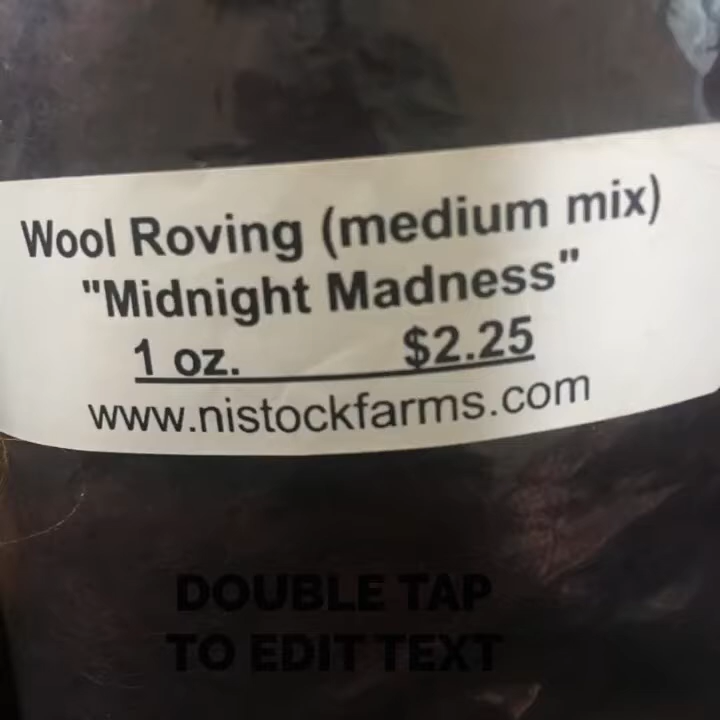 Wool Roving (medium mix)
"Midnight Madness"
1 oz. $2.25
www.nistockfarms.com
DOUBLE TAP
TO EDIT TEXT